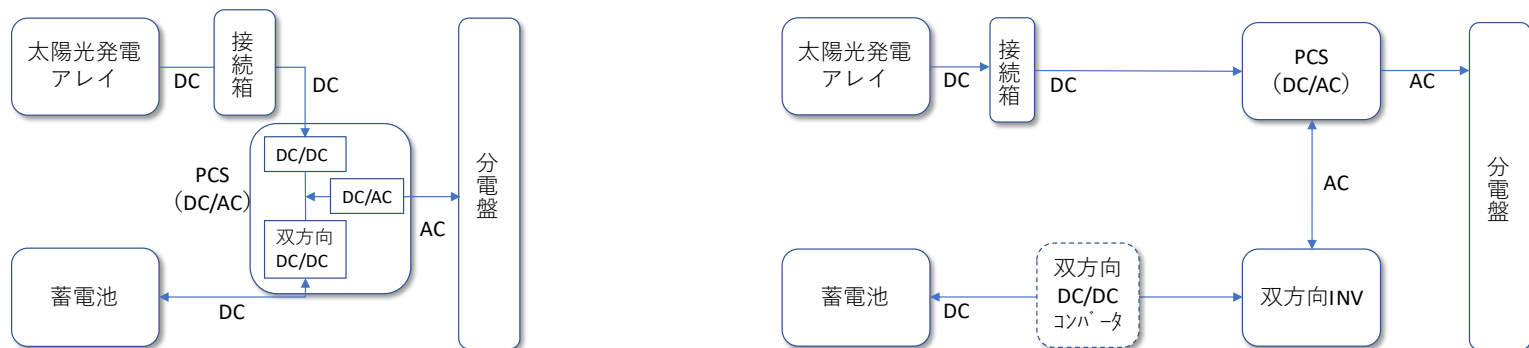 太陽光発電
アレイ
DC
接
続
箱
DC
PCS
（DC/AC）
DC/DC
DC/AC
双方向
DC/DC
AC
分
電
盤
蓄電池
DC
太陽光発電
アレイ
DC
接
続
箱
DC
PCS
（DC/AC）
AC
分
電
盤
AC
蓄電池
DC
双方向
DC/DC
ｺﾝﾊﾞｰﾀ
双方向INV